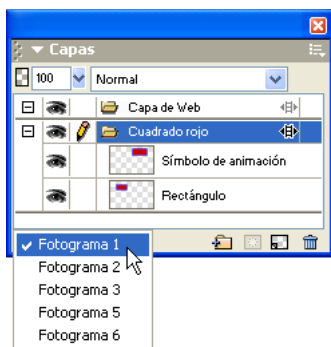 Capas
100 Normal
Capa de Web
Cuadrado rojo
Símbolo de animación
Rectángulo
Fotograma 1
Fotograma 2
Fotograma 3
Fotograma 5
Fotograma 6